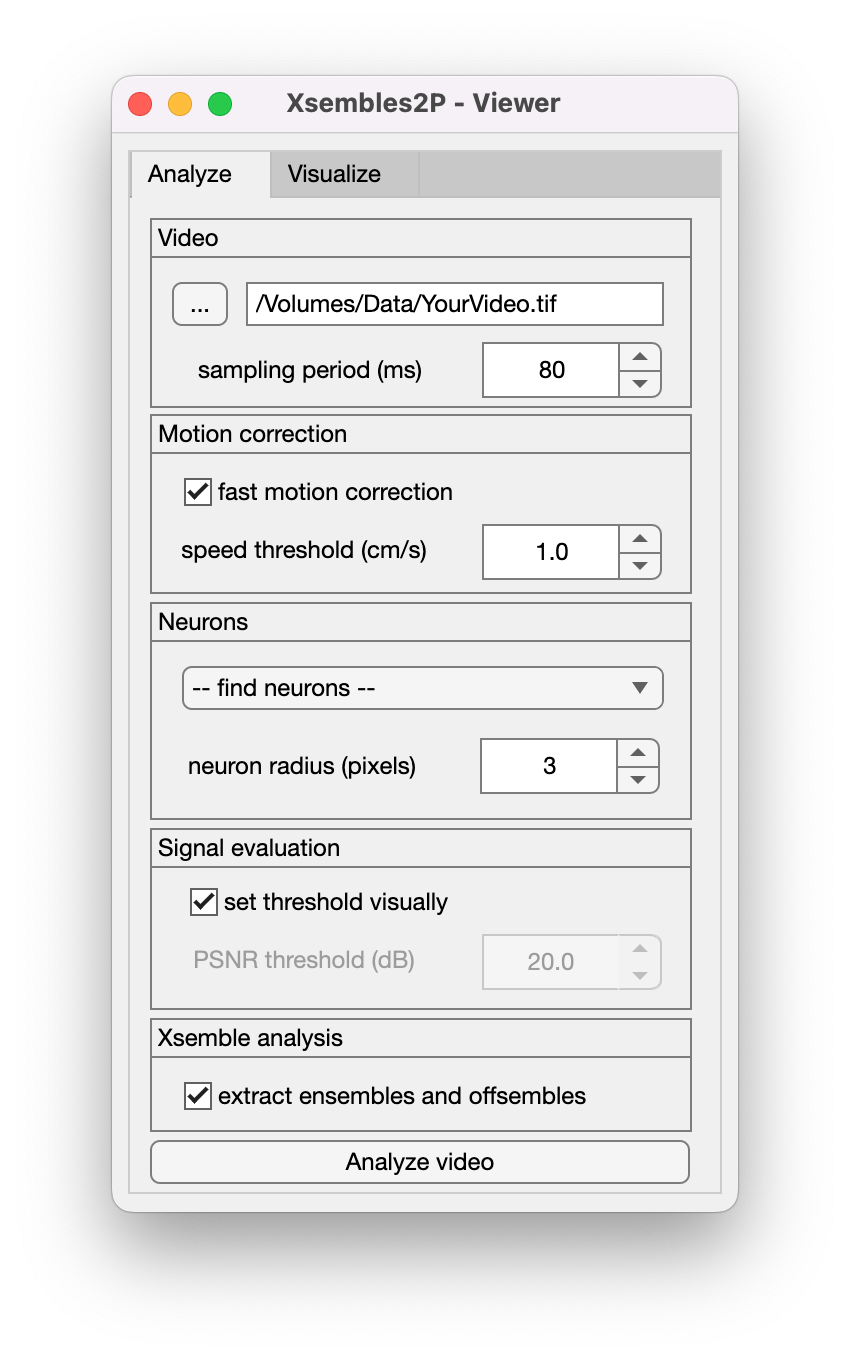 Xsembles2P - Viewer
Analyze Visualize
Video
... /Volumes/Data/YourVideo.tif
sampling period (ms) 80
Motion correction
fast motion correction
speed threshold (cm/s) 1.0
Neurons
-- find neurons --
neuron radius (pixels) 3
Signal evaluation
set threshold visually
PSNR threshold (dB) 20.0
Xsemble analysis
extract ensembles and offsembles
Analyze video